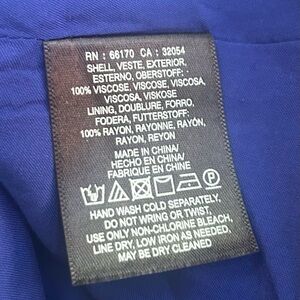 RN : 66170 CA : 32054
SHELL, VESTE, EXTERIOR,
ESTERNO, OBERSTOFF:
100% VISCOSE, VISCOSE, VISCOSA,
VISCOSA, VISKOSE
LINING, DOUBLURE, FORRO,
FODERA, FUTTERSTOFF:
100% RAYON, RAYONNE, RAYON,
RAYON, REYON
MADE IN CHINA/
HECHO EN CHINA/
FABRIQUE EN CHINE
HAND WASH COLD SEPARATELY,
DO NOT WRING OR TWIST,
USE ONLY NON-CHLORINE BLEACH,
LINE DRY, LOW IRON AS NEEDED,
MAY BE DRY CLEANED